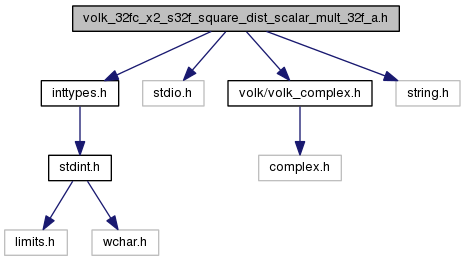 volk_32fc_x2_s32f_square_dist_scalar_mult_32f_a.h
inttypes.h
stdio.h
volk/volk_complex.h
string.h
stdint.h
complex.h
limits.h
wchar.h